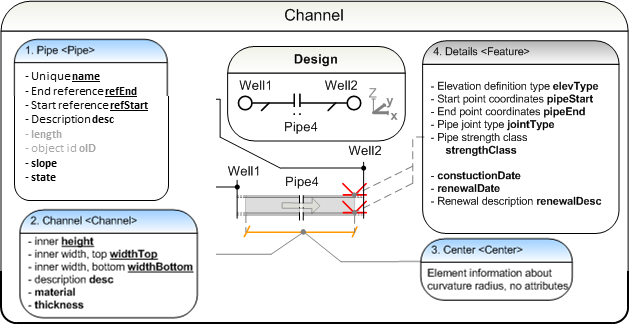 Channel
1. Pipe <Pipe>
- Unique name
- End reference refEnd
- Start reference refStart
- Description desc
- length
- object id oID
- slope
- state
Design
Well1
Well2
Pipe4
Z
y
x
4. Details <Feature>
- Elevation definition type elevType
- Start point coordinates pipeStart
- End point coordinates pipeEnd
- Pipe joint type jointType
- Pipe strength class
strengthClass
- constuctionDate
- renewalDate
- Renewal description renewalDesc
Well2
Well1
Pipe4
2. Channel <Channel>
- inner height
- inner width, top widthTop
- inner width, bottom widthBottom
- description desc
- material
- thickness
3. Center <Center>
Element information about
curvature radius, no attributes